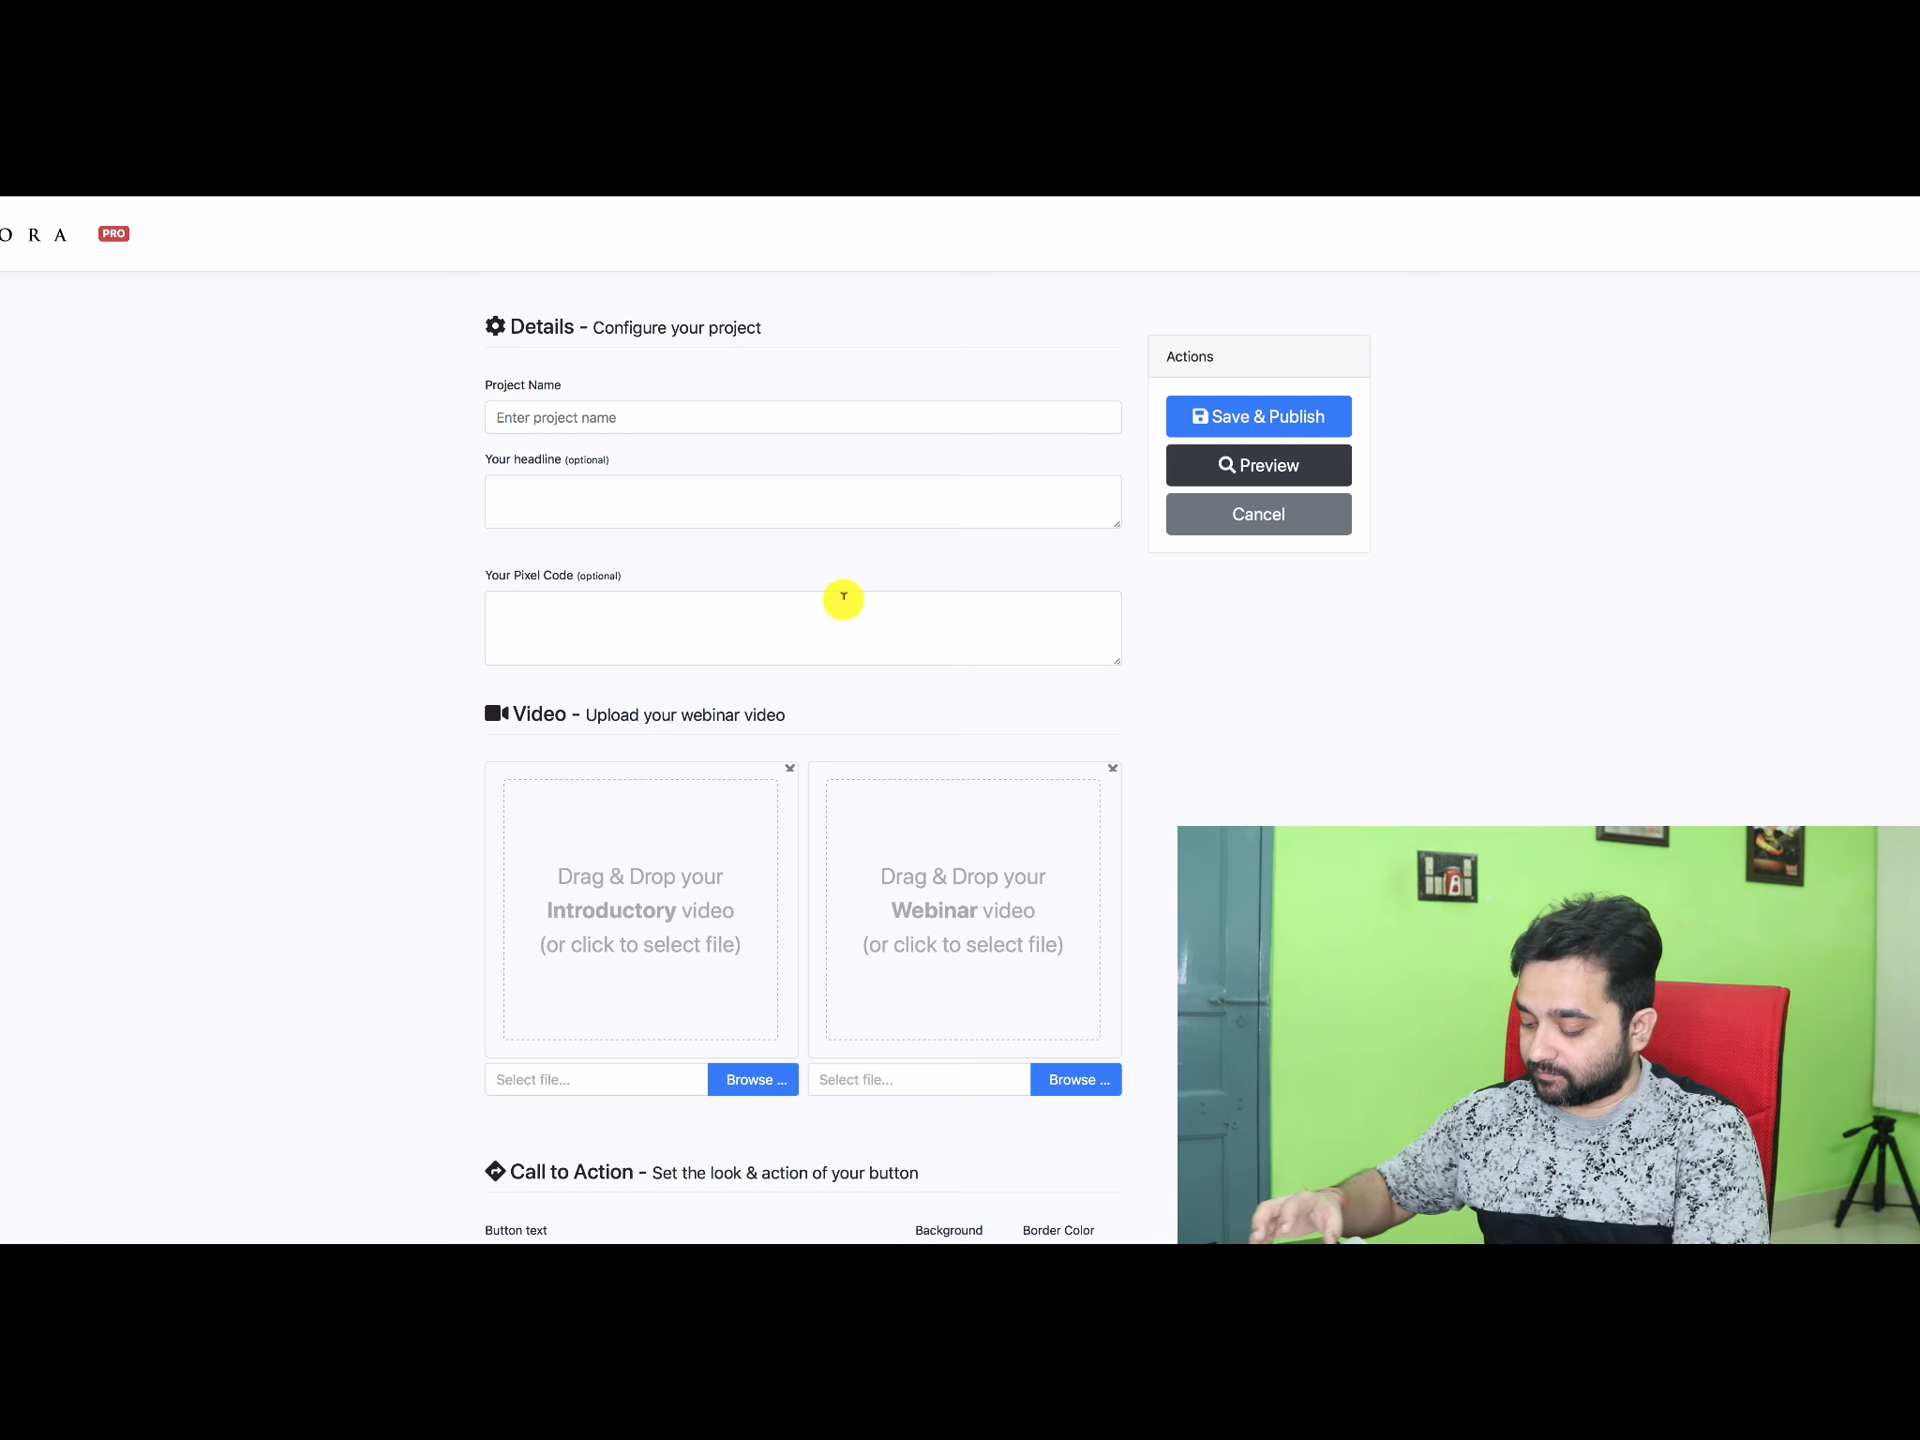 O R A PRO
Details - Configure your project
Project Name
Enter project name
Your headline (optional)
Your Pixel Code (optional)
Actions
Save & Publish
Preview
Cancel
Video - Upload your webinar video
Drag & Drop your
Introductory video
(or click to select file)
Drag & Drop your
Webinar video
(or click to select file)
Select file...
Browse ...
Select file...
Browse ...
Call to Action - Set the look & action of your button
Button text
Background
Border Color